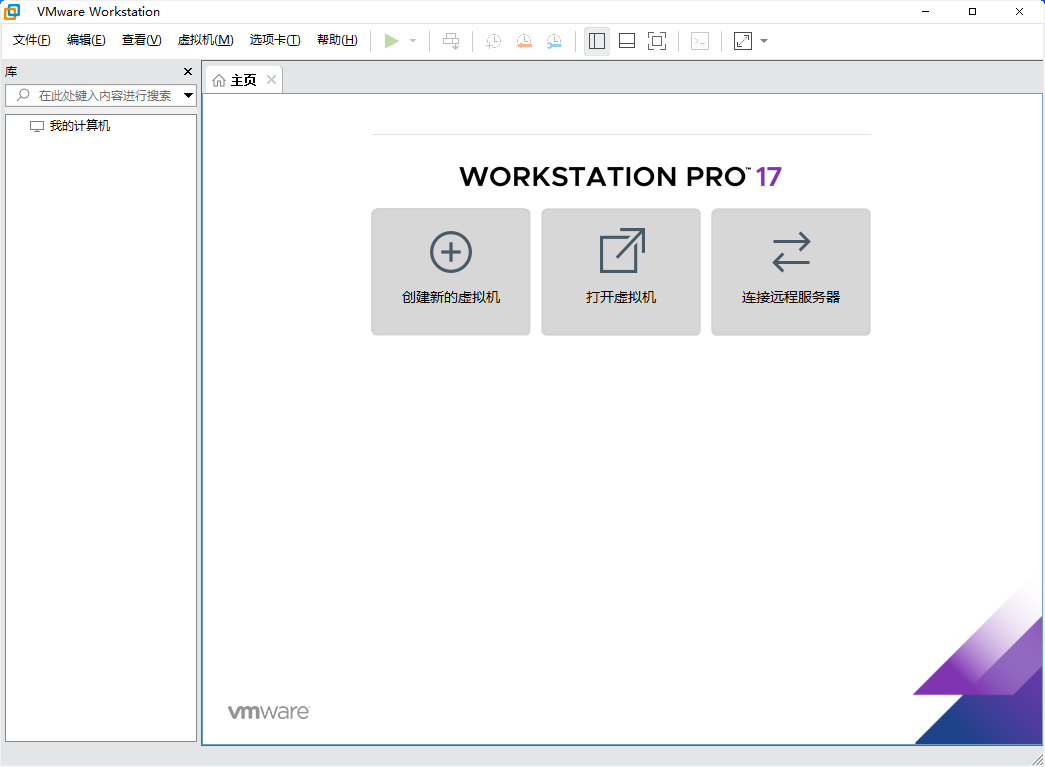 VMware Workstation
文件(F) 编辑(E) 查看(V) 虚拟机(M) 选项卡(T) 帮助(H)
库
在此处键入内容进行搜索
我的计算机
主页
WORKSTATION PRO™ 17
创建新的虚拟机
打开虚拟机
连接远程服务器
vmware